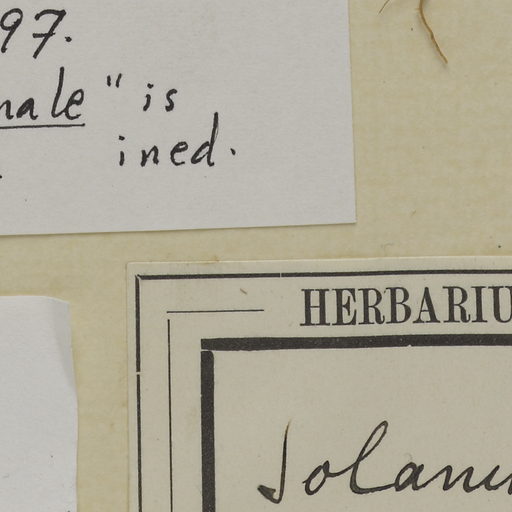 97.
nale" is
ined.
HERBARIU
Solanu